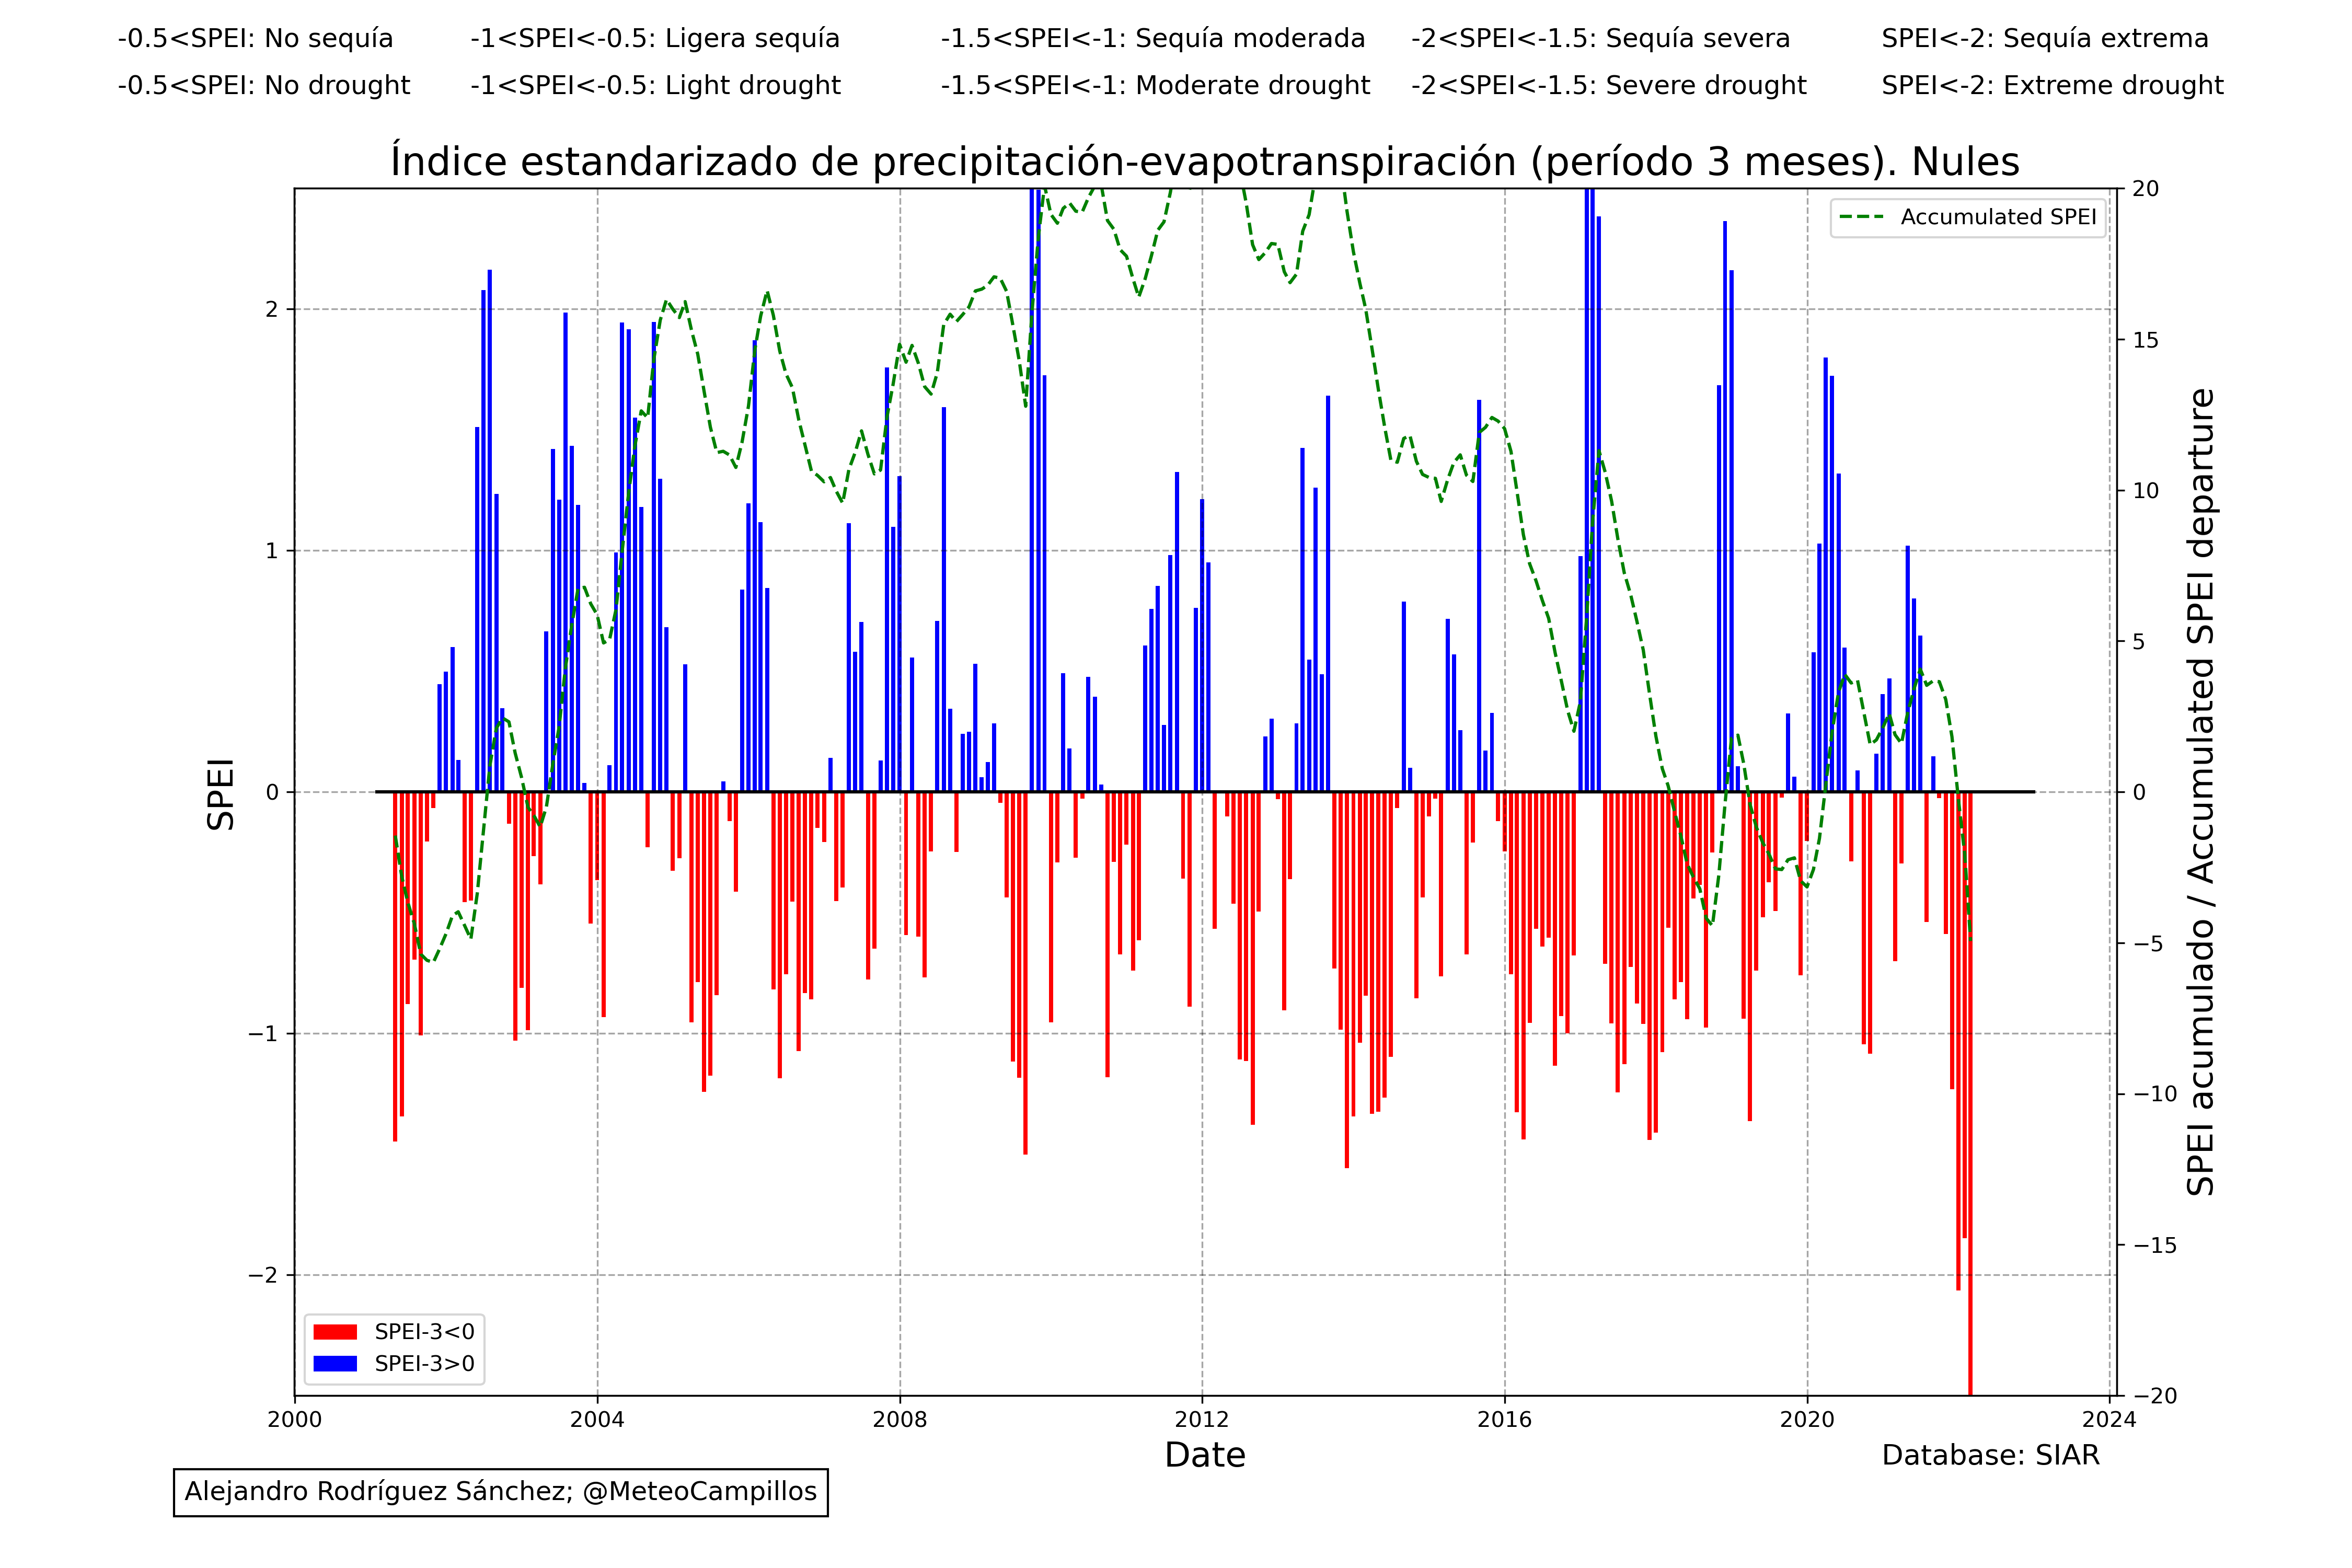 -0.5<SPEI: No sequía
-1<SPEI<-0.5: Ligera sequía
-1.5<SPEI<-1: Sequía moderada
-2<SPEI<-1.5: Sequía severa
SPEI<-2: Sequía extrema
-0.5<SPEI: No drought
-1<SPEI<-0.5: Light drought
-1.5<SPEI<-1: Moderate drought
-2<SPEI<-1.5: Severe drought
SPEI<-2: Extreme drought
Índice estandarizado de precipitación-evapotranspiración (período 3 meses). Nules
SPEI
2
1
0
−1
−2
Accumulated SPEI
20
15
10
5
0
−5
−10
−15
−20
SPEI acumulado / Accumulated SPEI departure
SPEI-3<0
SPEI-3>0
2000
2004
2008
2012
2016
2020
2024
Date
Database: SIAR
Alejandro Rodríguez Sánchez; @MeteoCampillos